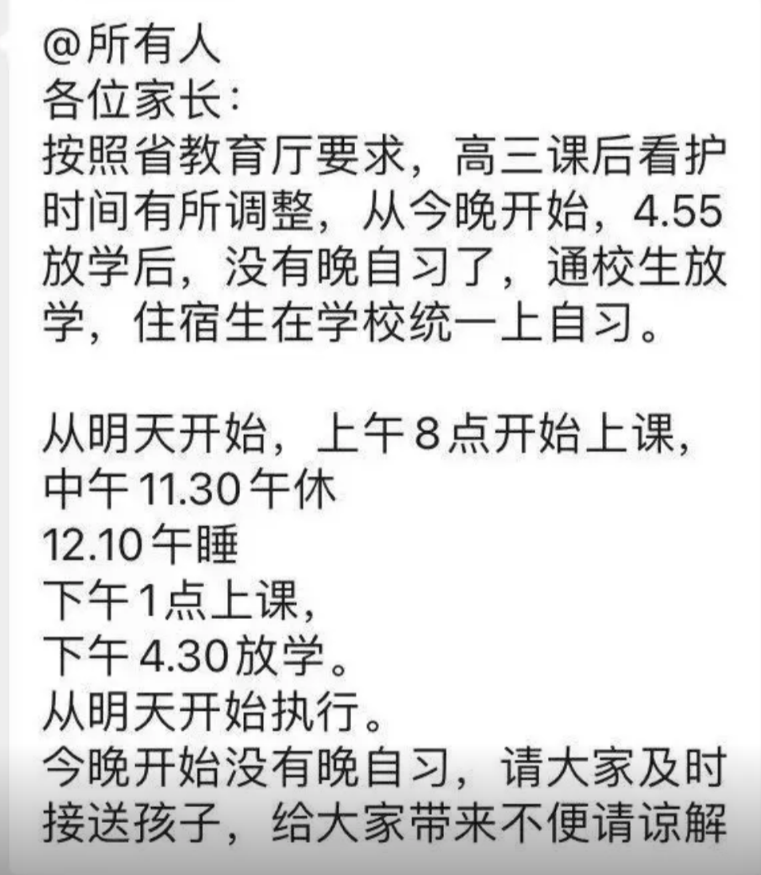 @所有人
各位家长：
按照省教育厅要求，高三课后看护
时间有所调整，从今晚开始，4.55
放学后，没有晚自习了，通校生放
学，住宿生在学校统一上自习。
从明天开始，上午8点开始上课，
中午11.30午休
12.10午睡
下午1点上课，
下午4.30放学。
从明天开始执行。
今晚开始没有晚自习，请大家及时
接送孩子，给大家带来不便请谅解